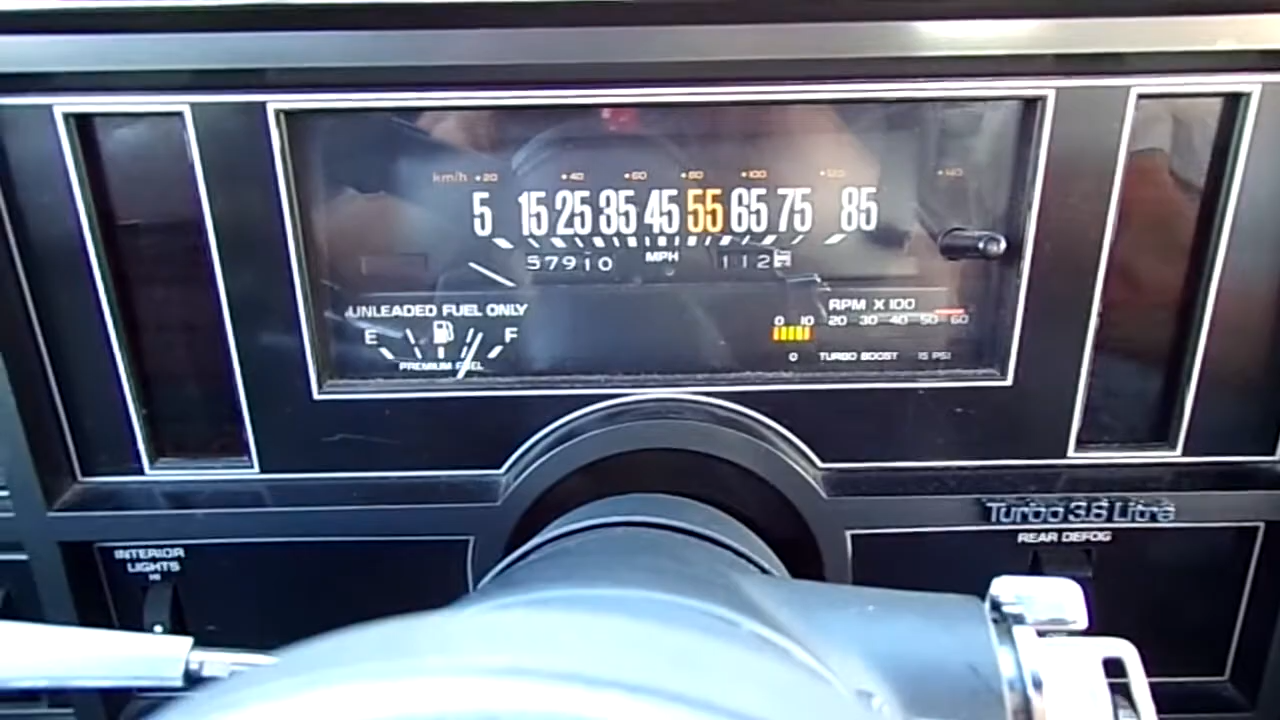 km/h 20 40 60 80 100 120 140
5 15 25 35 45 55 65 75 85
57910 MPH 112
UNLEADED FUEL ONLY
E F
PREMIUM FUEL
RPM X 100
0 10 20 30 40 50 60
0 TURBO BOOST 15 PSI
Turbo 3.8 Litre
REAR DEFOG
INTERIOR
LIGHTS
HI